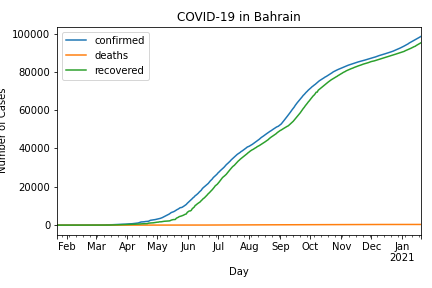 COVID-19 in Bahrain
100000
80000
60000
40000
20000
0
Number of Cases
confirmed
deaths
recovered
Feb Mar Apr May Jun Jul Aug Sep Oct Nov Dec Jan
2021
Day